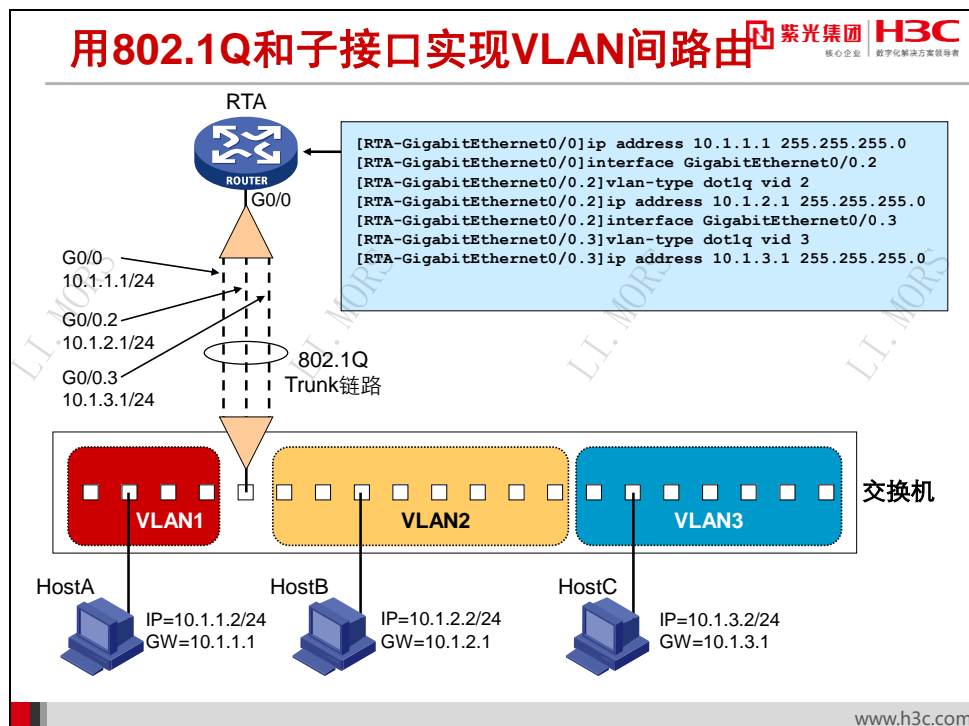 用802.1Q和子接口实现VLAN间路由
紫光集团
核心企业
H3C
数字化解决方案领导者
RTA
ROUTER
G0/0
[RTA-GigabitEthernet0/0]ip address 10.1.1.1 255.255.255.0
[RTA-GigabitEthernet0/0]interface GigabitEthernet0/0.2
[RTA-GigabitEthernet0/0.2]vlan-type dot1q vid 2
[RTA-GigabitEthernet0/0.2]ip address 10.1.2.1 255.255.255.0
[RTA-GigabitEthernet0/0.2]interface GigabitEthernet0/0.3
[RTA-GigabitEthernet0/0.3]vlan-type dot1q vid 3
[RTA-GigabitEthernet0/0.3]ip address 10.1.3.1 255.255.255.0
G0/0
10.1.1.1/24
G0/0.2
10.1.2.1/24
G0/0.3
10.1.3.1/24
802.1Q
Trunk链路
LI. MORS
LI. MORS
LI. MORS
LI. MORS
VLAN1
VLAN2
VLAN3
交换机
HostA
IP=10.1.1.2/24
GW=10.1.1.1
HostB
IP=10.1.2.2/24
GW=10.1.2.1
HostC
IP=10.1.3.2/24
GW=10.1.3.1
www.h3c.com